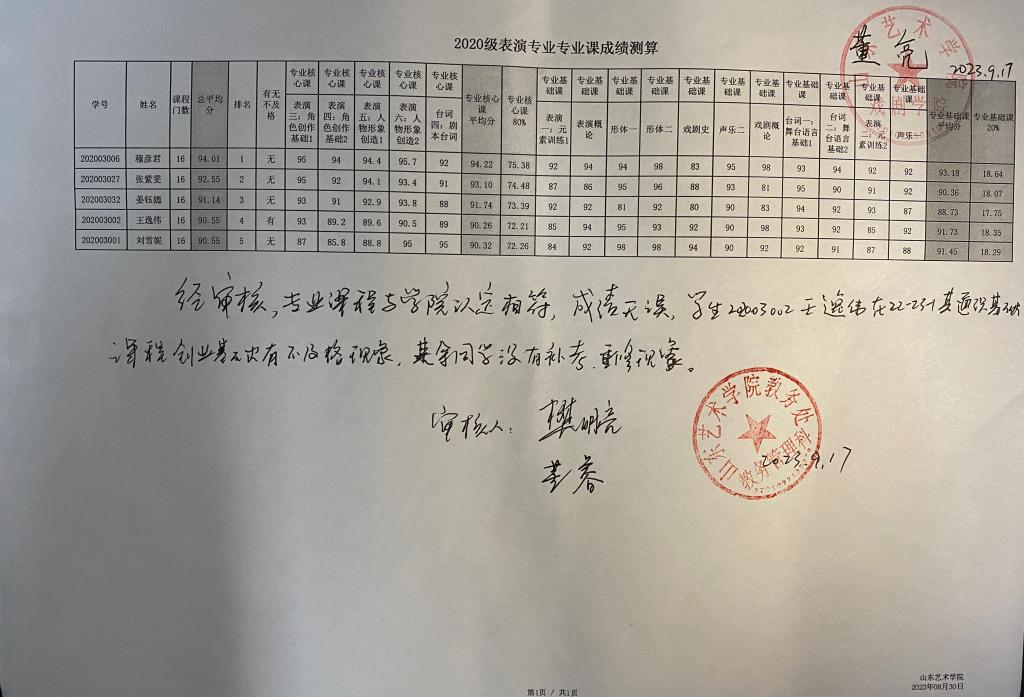 2020级表演专业专业课成绩测算
董亮
2023.9.17
学号 姓名 课程门数 总平均分 排名 有无不及格 专业核心课 表演三：角色创作基础1 专业核心课 表演四：角色创作基础2 专业核心课 表演五：人物形象创造1 专业核心课 表演六：人物形象创造2 专业核心课 台词四：剧本台词 专业核心课平均分 专业核心课80% 专业基础课 表演一：元素训练1 专业基础课 表演概论 专业基础课 形体一 专业基础课 形体二 专业基础课 戏剧史 专业基础课 声乐二 专业基础课 戏剧概论 专业基础课 台词一：舞台语言基础1 专业基础课 台词二：舞台语言基础2 专业基础课 表演二：元素训练2 专业基础课 声乐一 专业基础课平均分 专业基础课20%
202003006 穆彦君 16 94.01 1 无 95 94 94.4 95.7 92 94.22 75.38 92 94 94 98 83 95 98 93 94 92 92 93.18 18.64
202003027 张紫雯 16 92.55 2 无 95 92 94.1 93.4 91 93.10 74.48 87 86 95 96 88 93 81 95 90 91 92 90.36 18.07
202003032 姜钰嫣 16 91.14 3 无 93 91 92.9 93.8 88 91.74 73.39 92 92 81 92 80 90 83 94 92 93 87 88.73 17.75
202003002 王逸伟 16 90.55 4 有 93 89.2 89.6 90.5 89 90.26 72.21 85 94 95 93 92 90 94 93 92 85 92 91.73 18.35
202003001 刘雪妮 16 90.55 5 无 87 85.8 88.8 95 95 90.32 72.26 84 92 98 98 94 90 92 92 91 87 88 91.45 18.29
经审核，专业课程与学院认定相符，成绩无误，学生202003002王逸伟在22-23-1其通识基础
课程创业基础有不及格现象，其余同学没有补考、重修现象。
审核人：樊明亮
山东艺术学院教务处
教务管理科
2023.9.17
第1页 / 共1页
山东艺术学院
2023年08月30日